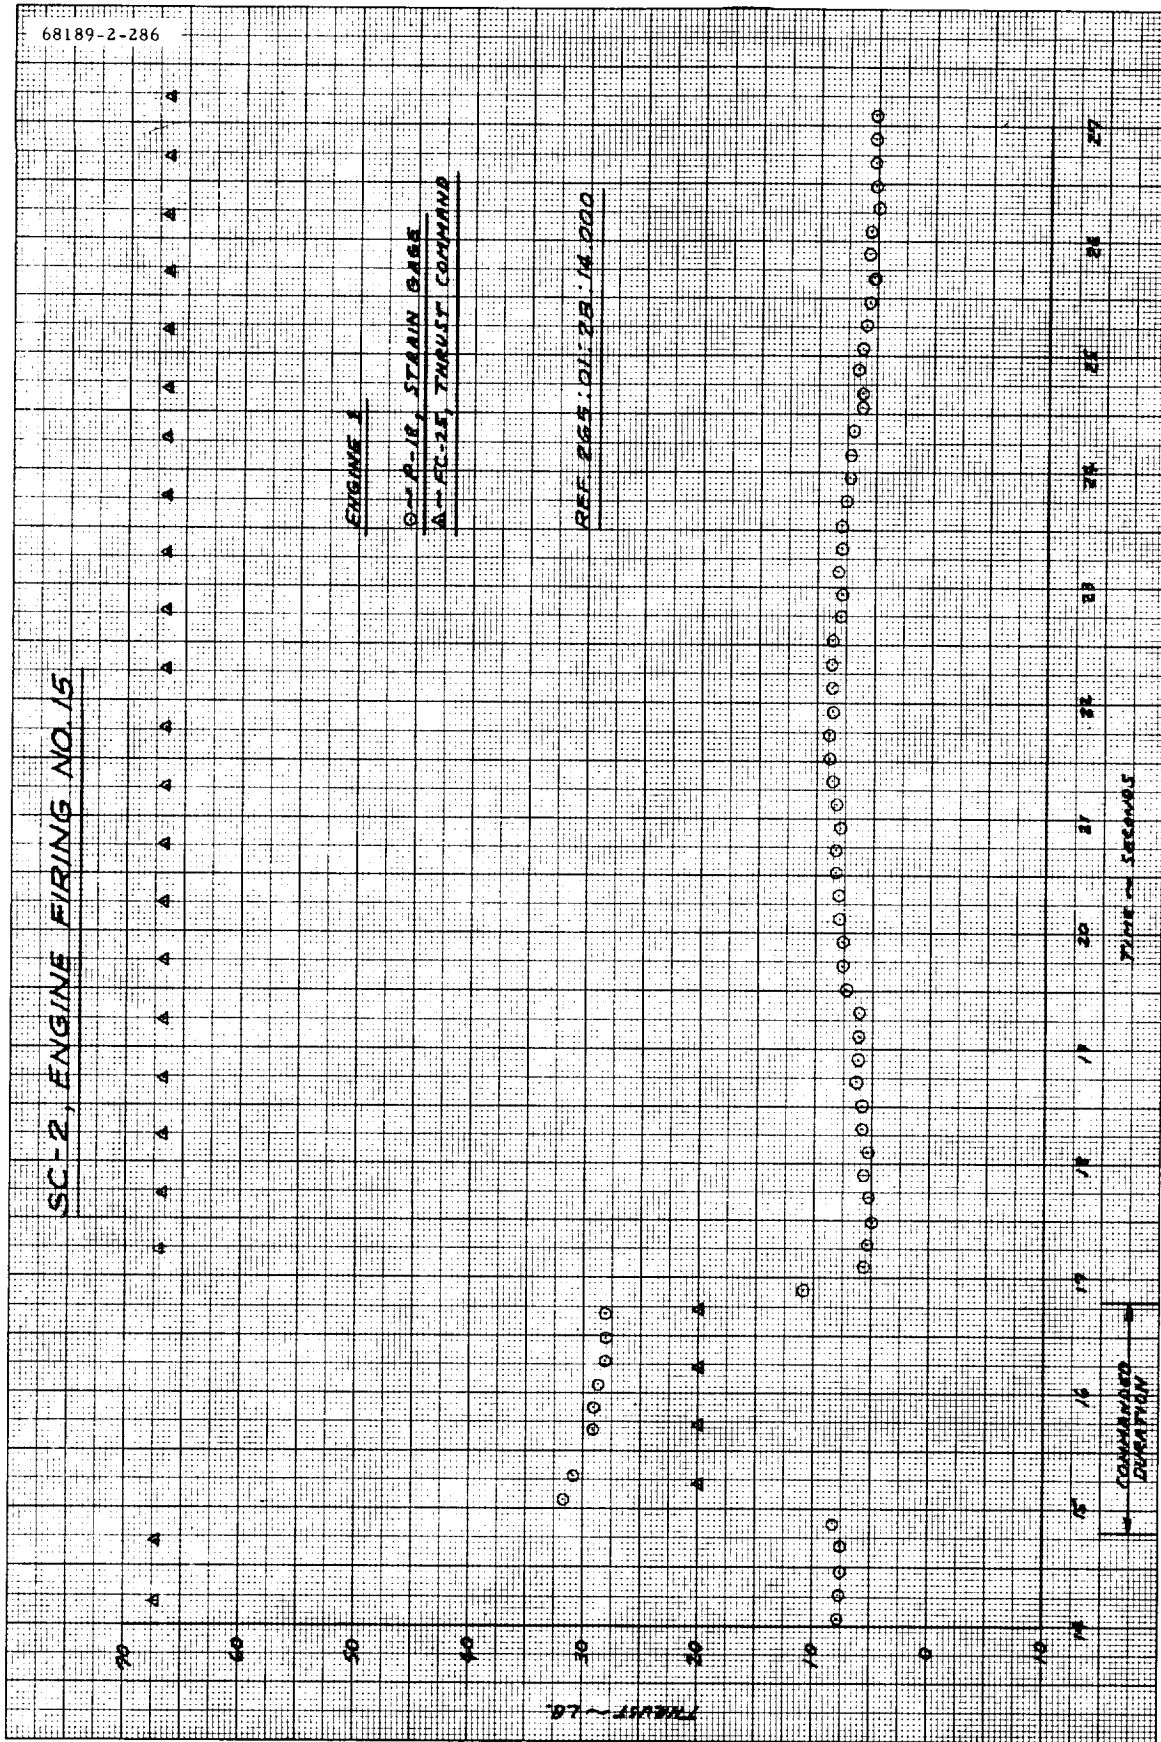 68189-2-286
SC-2, ENGINE FIRING NO. 15
ENGINE 1
⊙~ P-18, STRAIN GAGE
△~ FC-25, THRUST COMMAND
REF. 265:01:28:14.000
THRUST ~ LB.
70
60
50
40
30
20
10
0
10
14 15 16 17 18 19 20 21 22 23 24 25 26 27
COMMANDED
DURATION
TIME ~ SECONDS